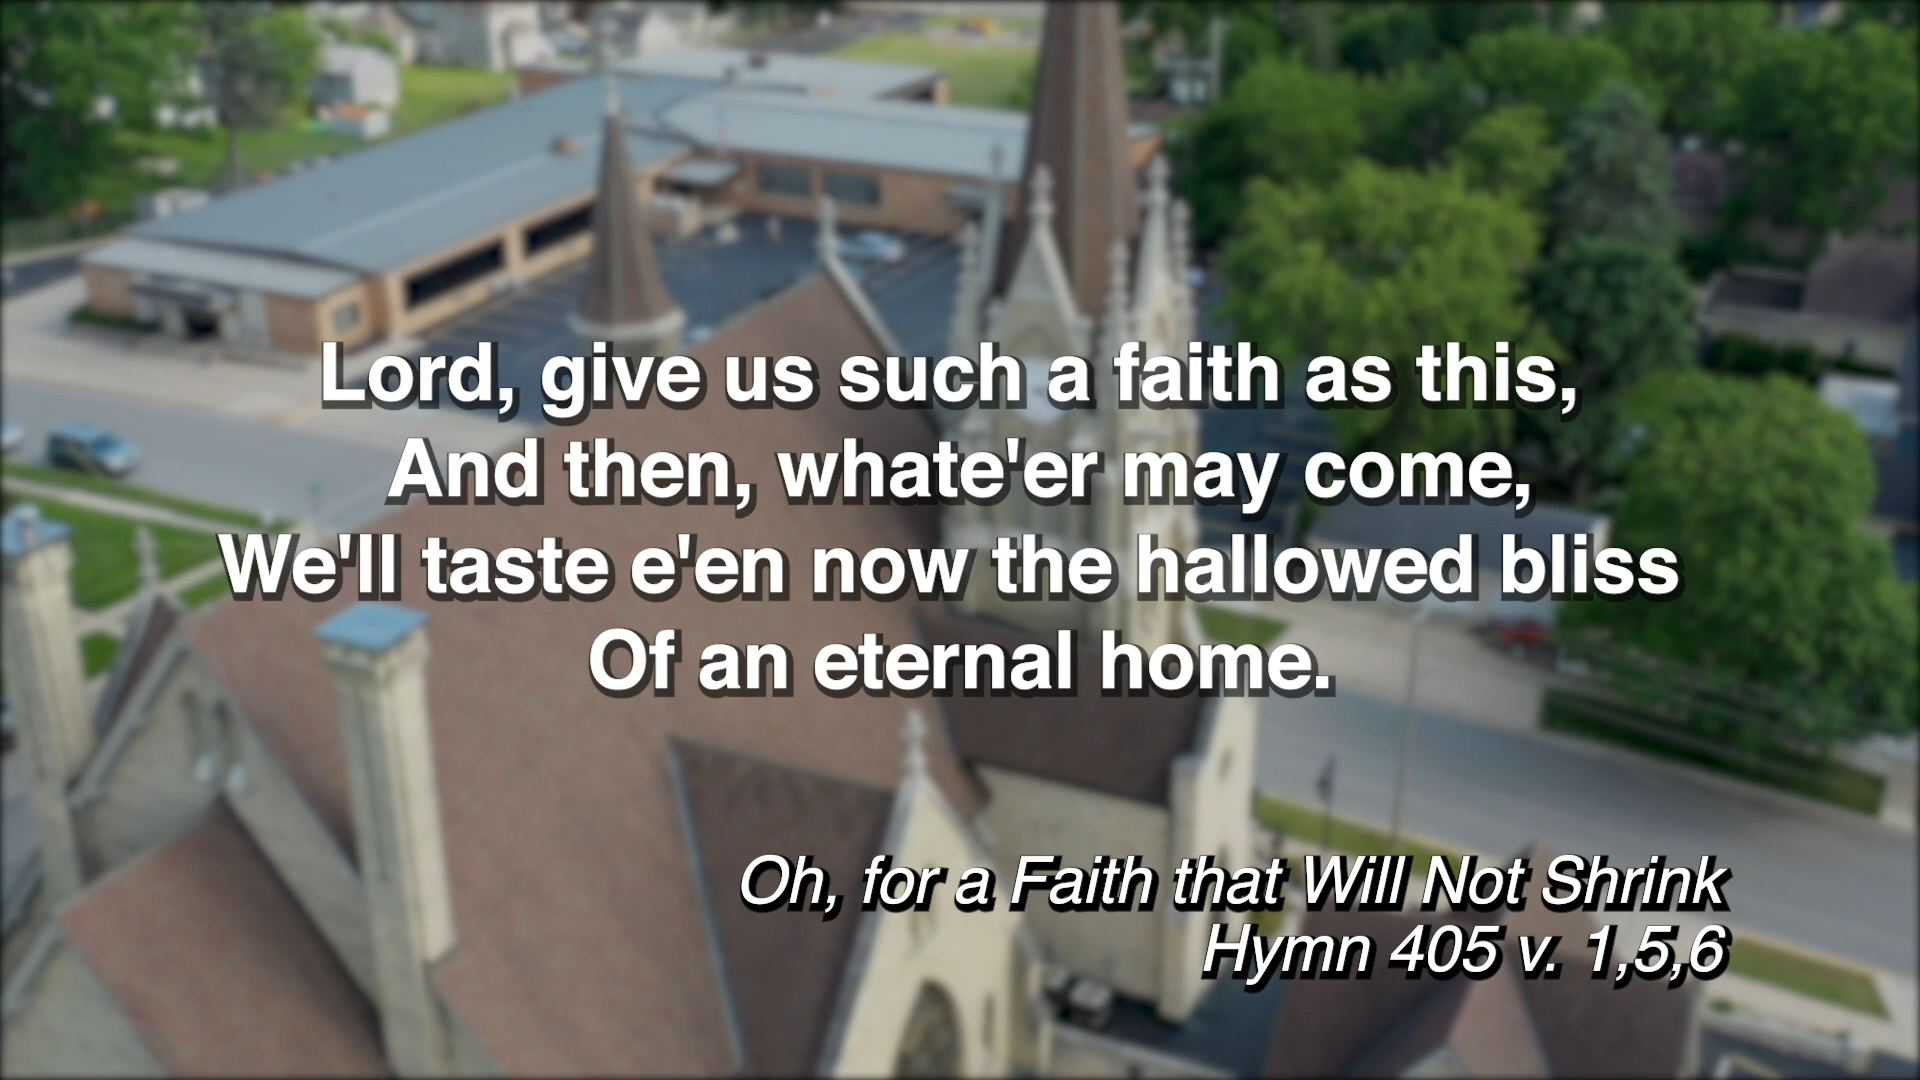 Lord, give us such a faith as this,
And then, whate'er may come,
We'll taste e'en now the hallowed bliss
Of an eternal home.
Oh, for a Faith that Will Not Shrink
Hymn 405 v. 1,5,6